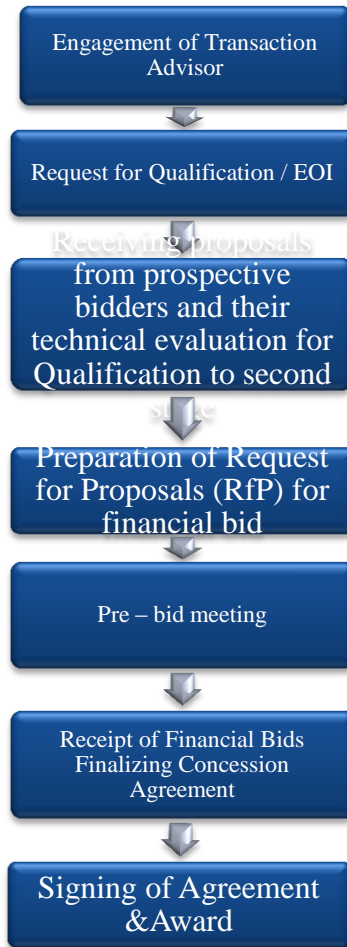 Engagement of Transaction
Advisor
Request for Qualification / EOI
Receiving proposals
from prospective
bidders and their
technical evaluation for
Qualification to second
Preparation of Request
for Proposals (RfP) for
financial bid
Pre – bid meeting
Receipt of Financial Bids
Finalizing Concession
Agreement
Signing of Agreement
&Award